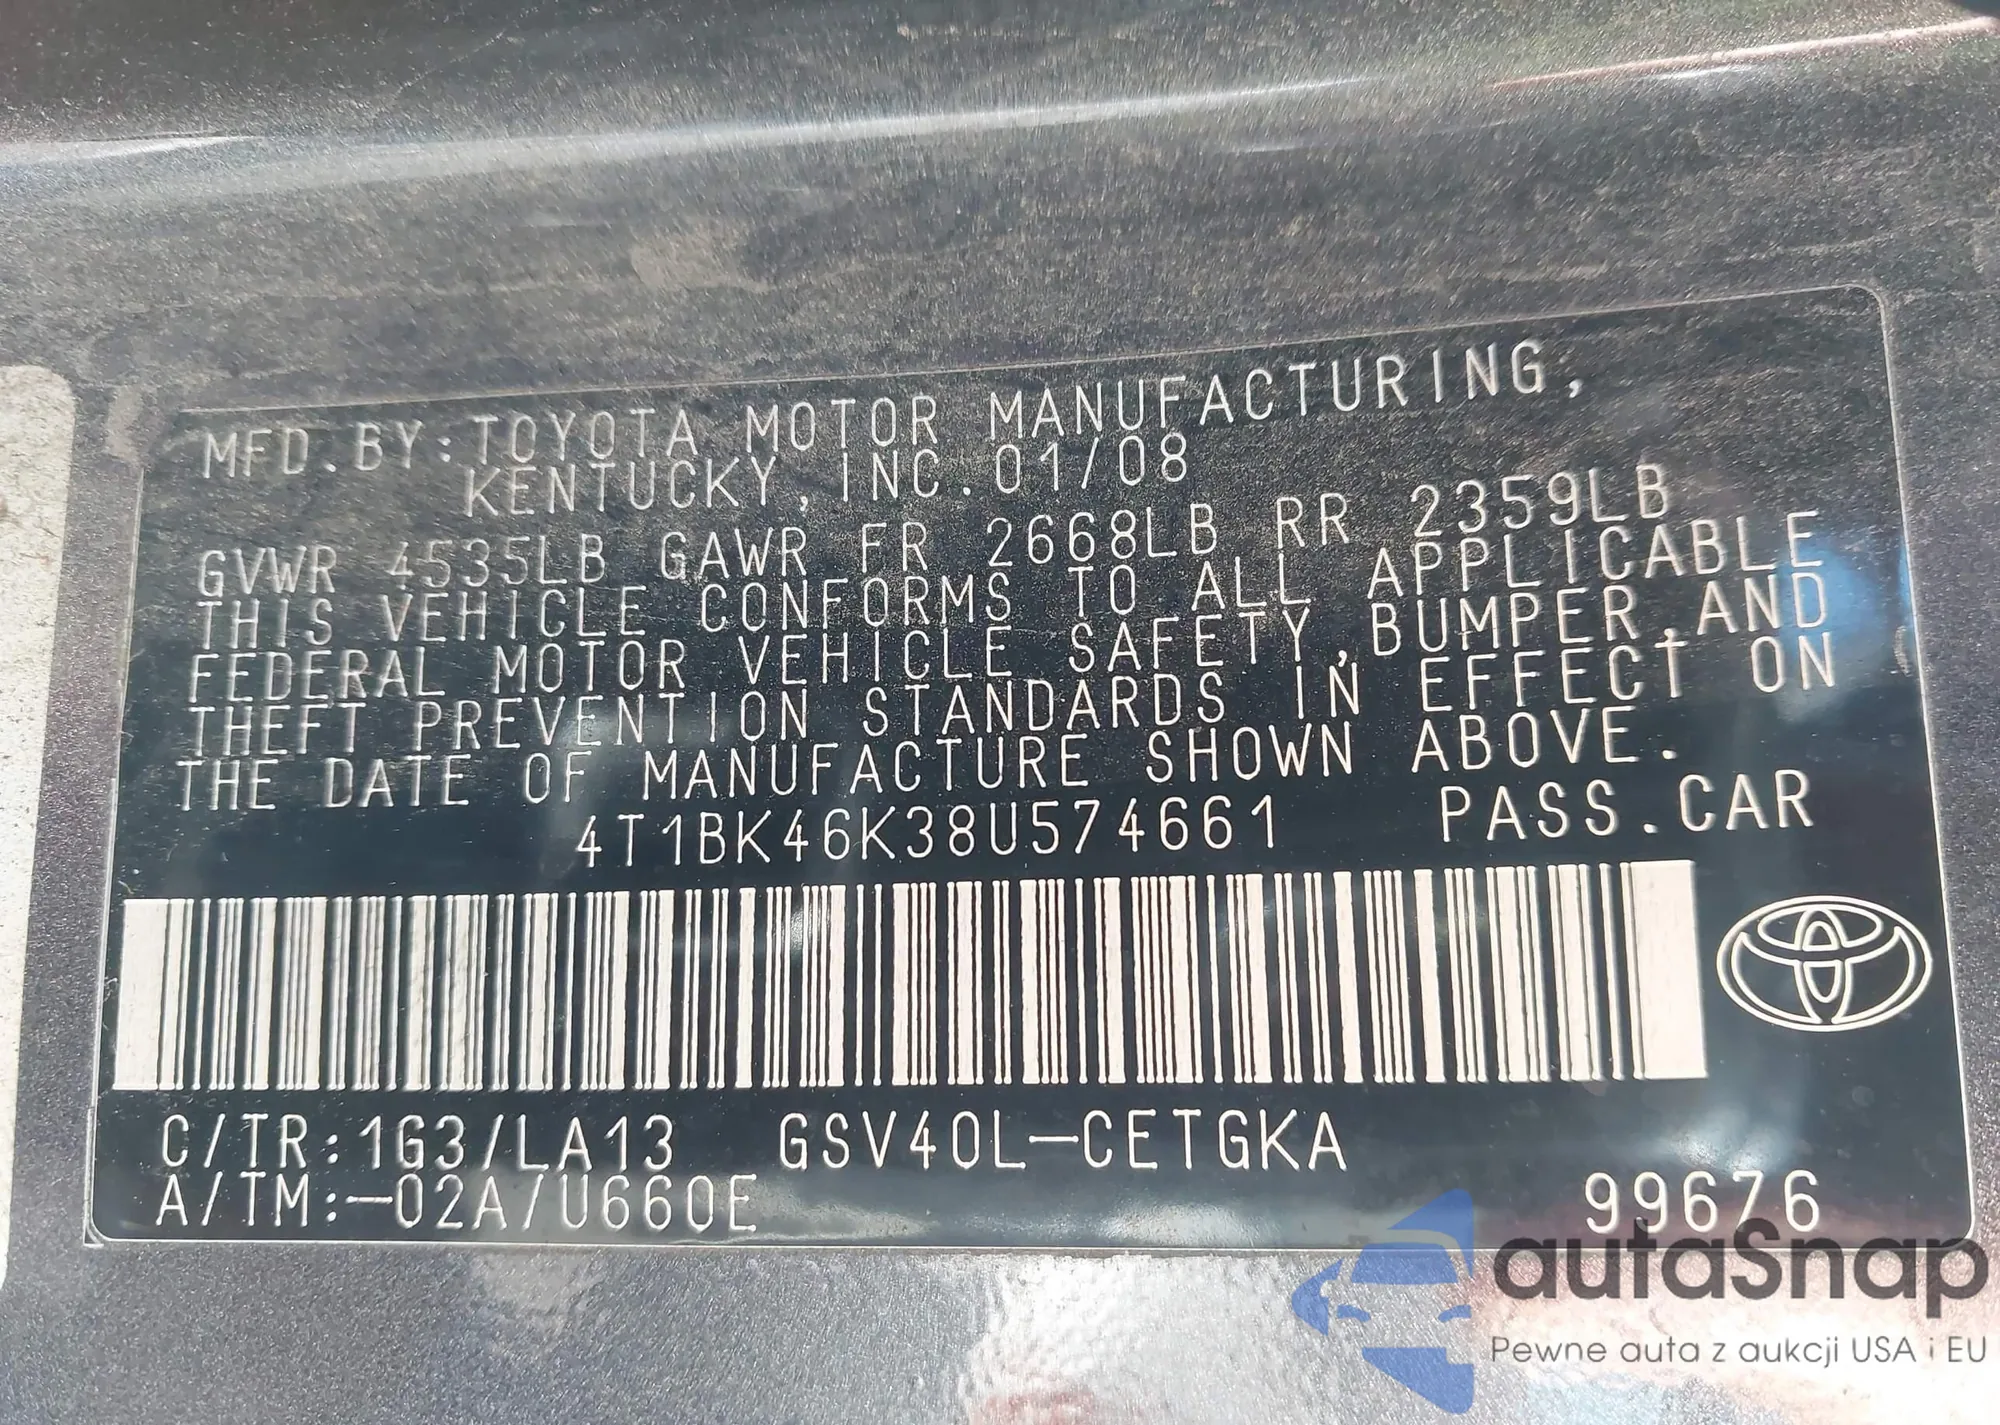 MFD.BY:TOYOTA MOTOR MANUFACTURING,
KENTUCKY, INC. 01/08
GVWR 4535LB GAWR FR 2668LB RR 2359LB
THIS VEHICLE CONFORMS TO ALL APPLICABLE
FEDERAL MOTOR VEHICLE SAFETY,BUMPER,AND
THEFT PREVENTION STANDARDS IN EFFECT ON
THE DATE OF MANUFACTURE SHOWN ABOVE.
4T1BK46K38U574661 PASS.CAR
C/TR:1G3/LA13 GSV40L-CETGKA
A/TM:-02A/U660E
99676
autoSnap
Pewne auta z aukcji USA i EU